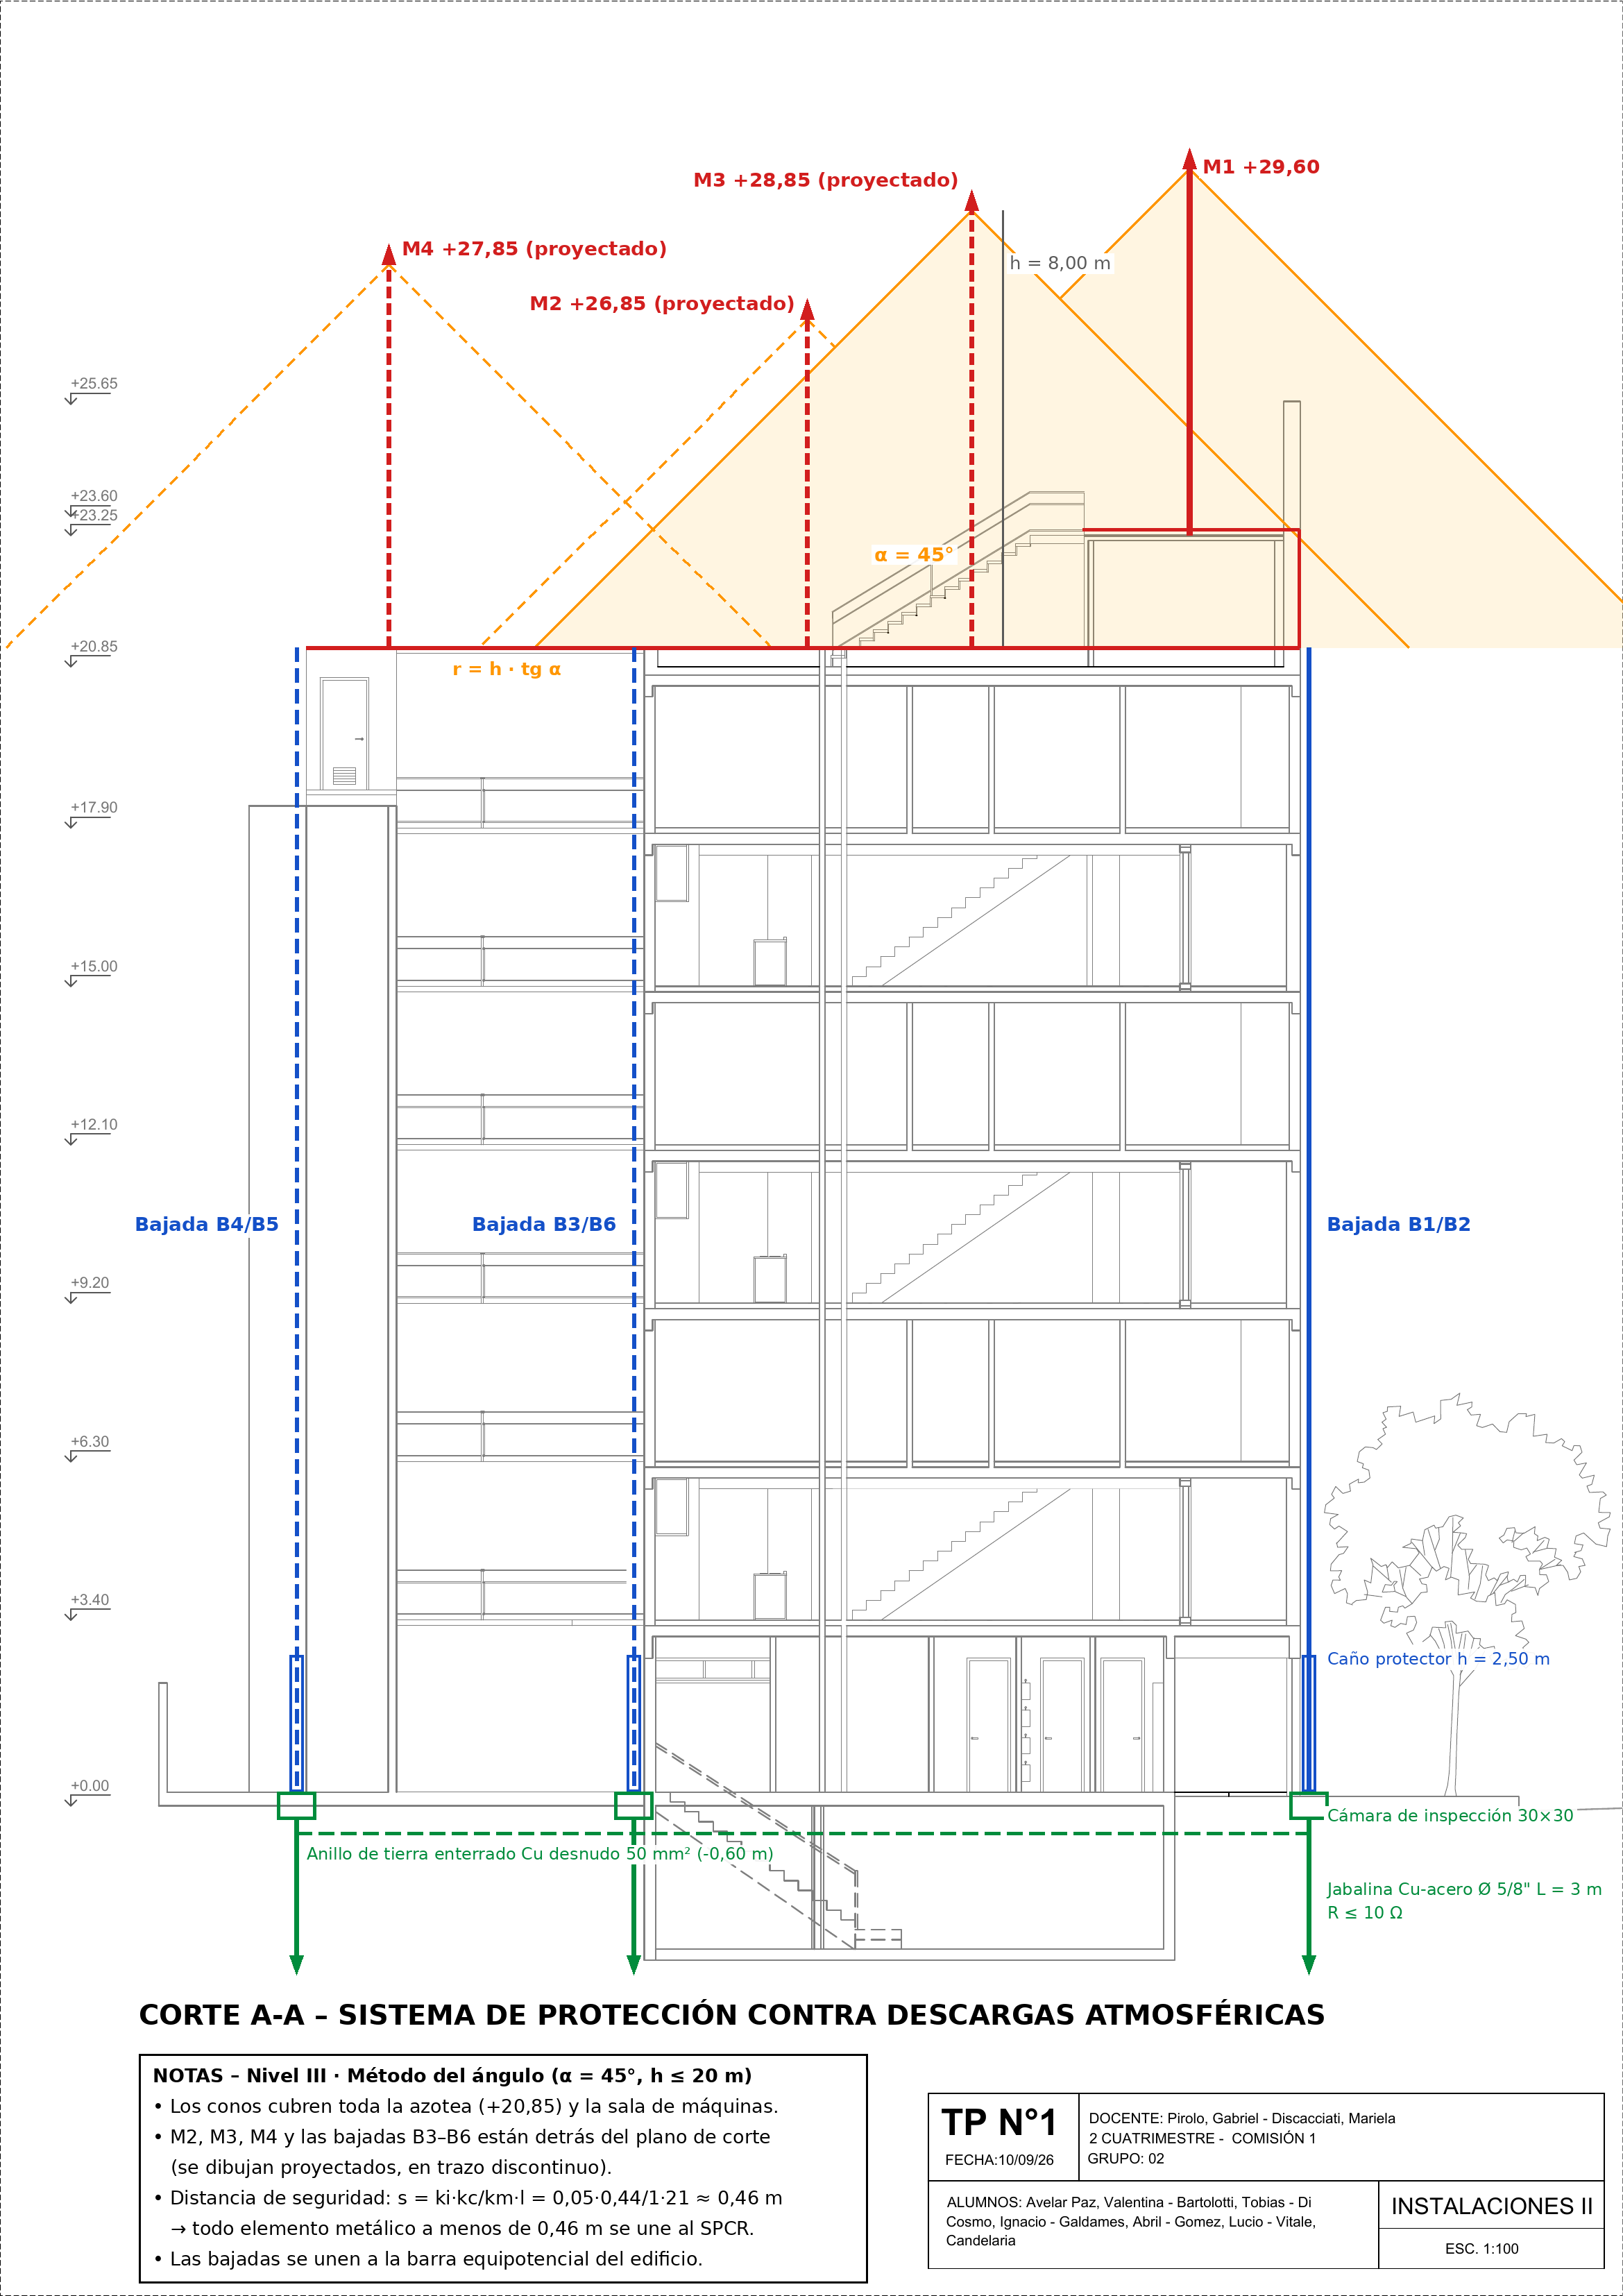 M1 +29,60
M3 +28,85 (proyectado)
M4 +27,85 (proyectado)
h = 8,00 m
M2 +26,85 (proyectado)
+25.65
+23.60
+23.25
α = 45°
+20.85
r = h · tg α
+17.90
+15.00
+12.10
Bajada B4/B5
Bajada B3/B6
Bajada B1/B2
+9.20
+6.30
+3.40
Caño protector h = 2,50 m
+0.00
Cámara de inspección 30×30
Anillo de tierra enterrado Cu desnudo 50 mm² (-0,60 m)
Jabalina Cu-acero Ø 5/8" L = 3 m
R ≤ 10 Ω
CORTE A-A – SISTEMA DE PROTECCIÓN CONTRA DESCARGAS ATMOSFÉRICAS
NOTAS – Nivel III · Método del ángulo (α = 45°, h ≤ 20 m)
• Los conos cubren toda la azotea (+20,85) y la sala de máquinas.
• M2, M3, M4 y las bajadas B3–B6 están detrás del plano de corte
(se dibujan proyectados, en trazo discontinuo).
• Distancia de seguridad: s = ki·kc/km·l = 0,05·0,44/1·21 ≈ 0,46 m
→ todo elemento metálico a menos de 0,46 m se une al SPCR.
• Las bajadas se unen a la barra equipotencial del edificio.
TP N°1
FECHA:10/09/26
DOCENTE: Pirolo, Gabriel - Discacciati, Mariela
2 CUATRIMESTRE - COMISIÓN 1
GRUPO: 02
ALUMNOS: Avelar Paz, Valentina - Bartolotti, Tobias - Di
Cosmo, Ignacio - Galdames, Abril - Gomez, Lucio - Vitale,
Candelaria
INSTALACIONES II
ESC. 1:100